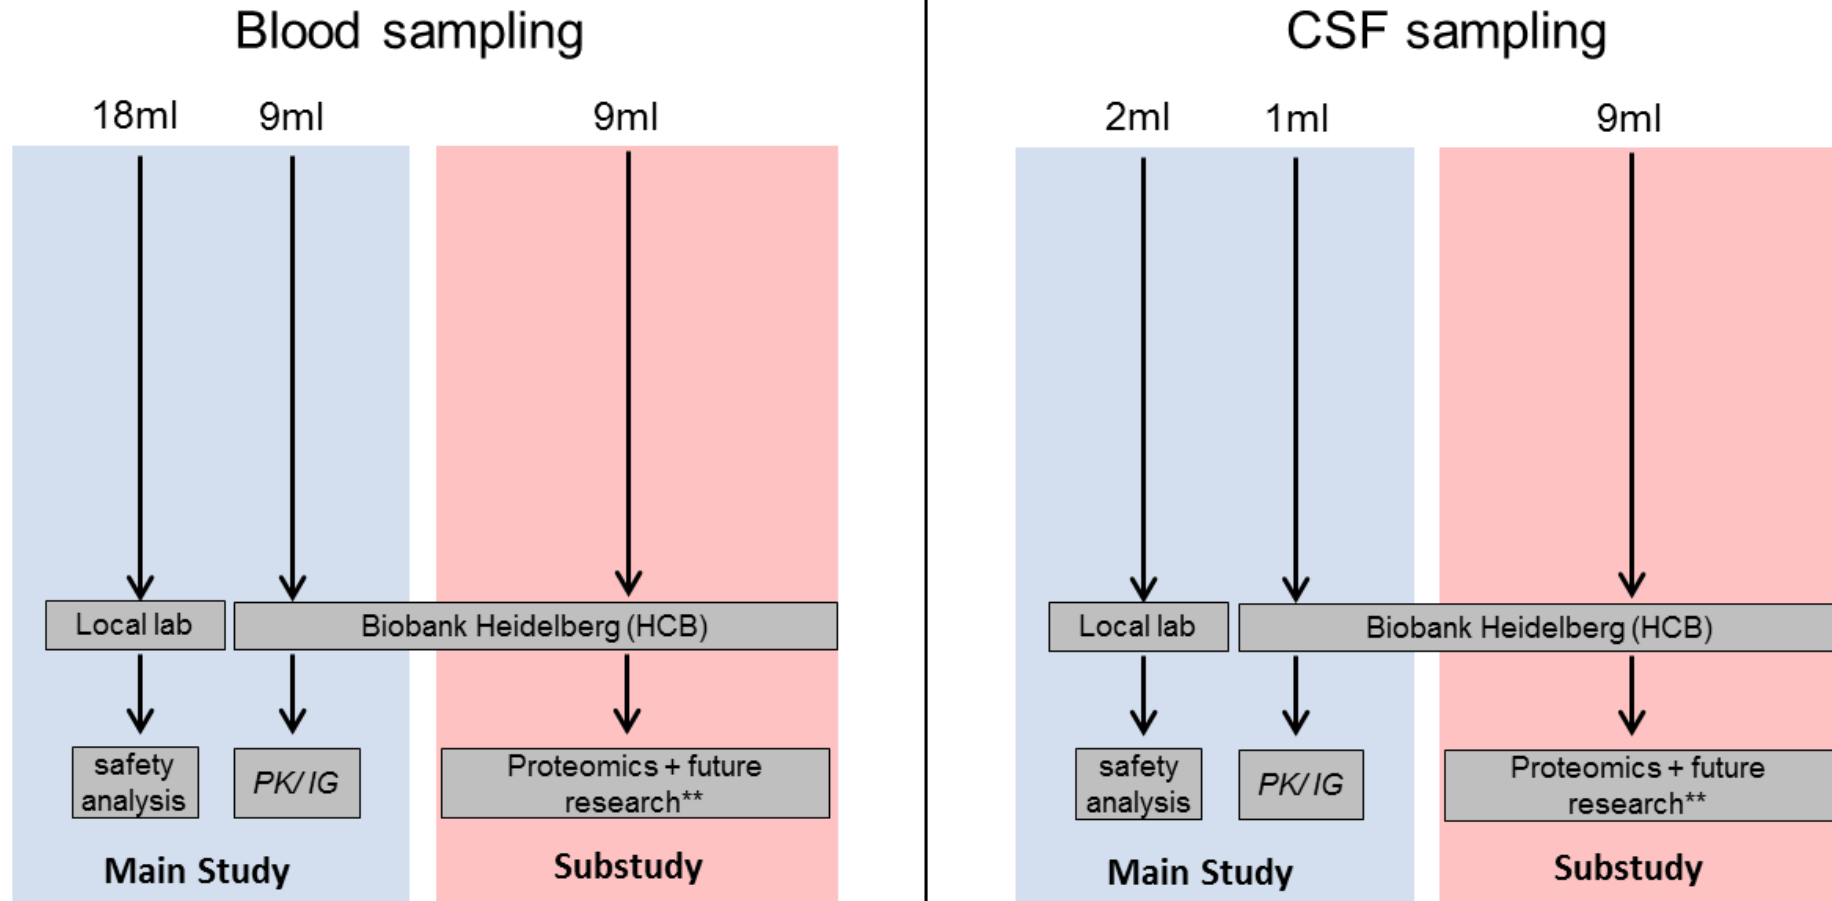 Blood sampling
18ml
9ml
9ml
Local lab
Biobank Heidelberg (HCB)
safety
analysis
PK/IG
Proteomics + future
research**
Main Study
Substudy
CSF sampling
2ml
1ml
9ml
Local lab
Biobank Heidelberg (HCB)
safety
analysis
PK/IG
Proteomics + future
research**
Main Study
Substudy